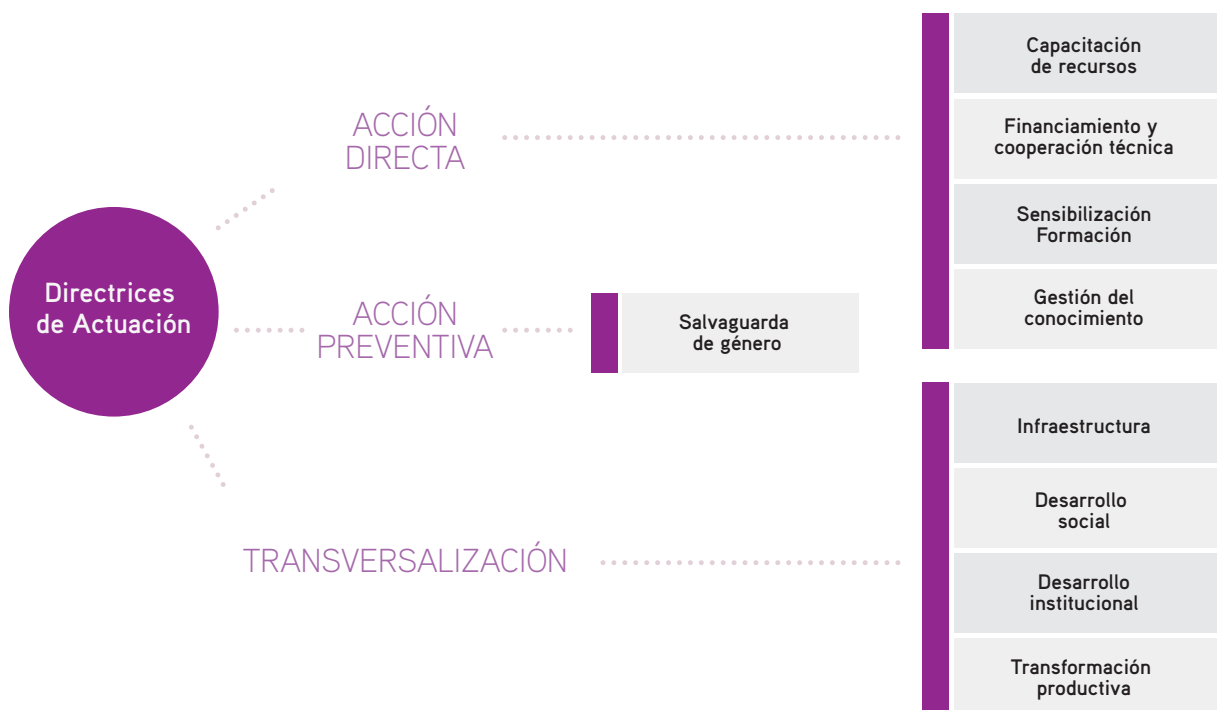 Directrices
de Actuación
ACCIÓN
DIRECTA
Capacitación
de recursos
Financiamiento y
cooperación técnica
Sensibilización
Formación
Gestión del
conocimiento
ACCIÓN
PREVENTIVA
Salvaguarda
de género
TRANSVERSALIZACIÓN
Infraestructura
Desarrollo
social
Desarrollo
institucional
Transformación
productiva